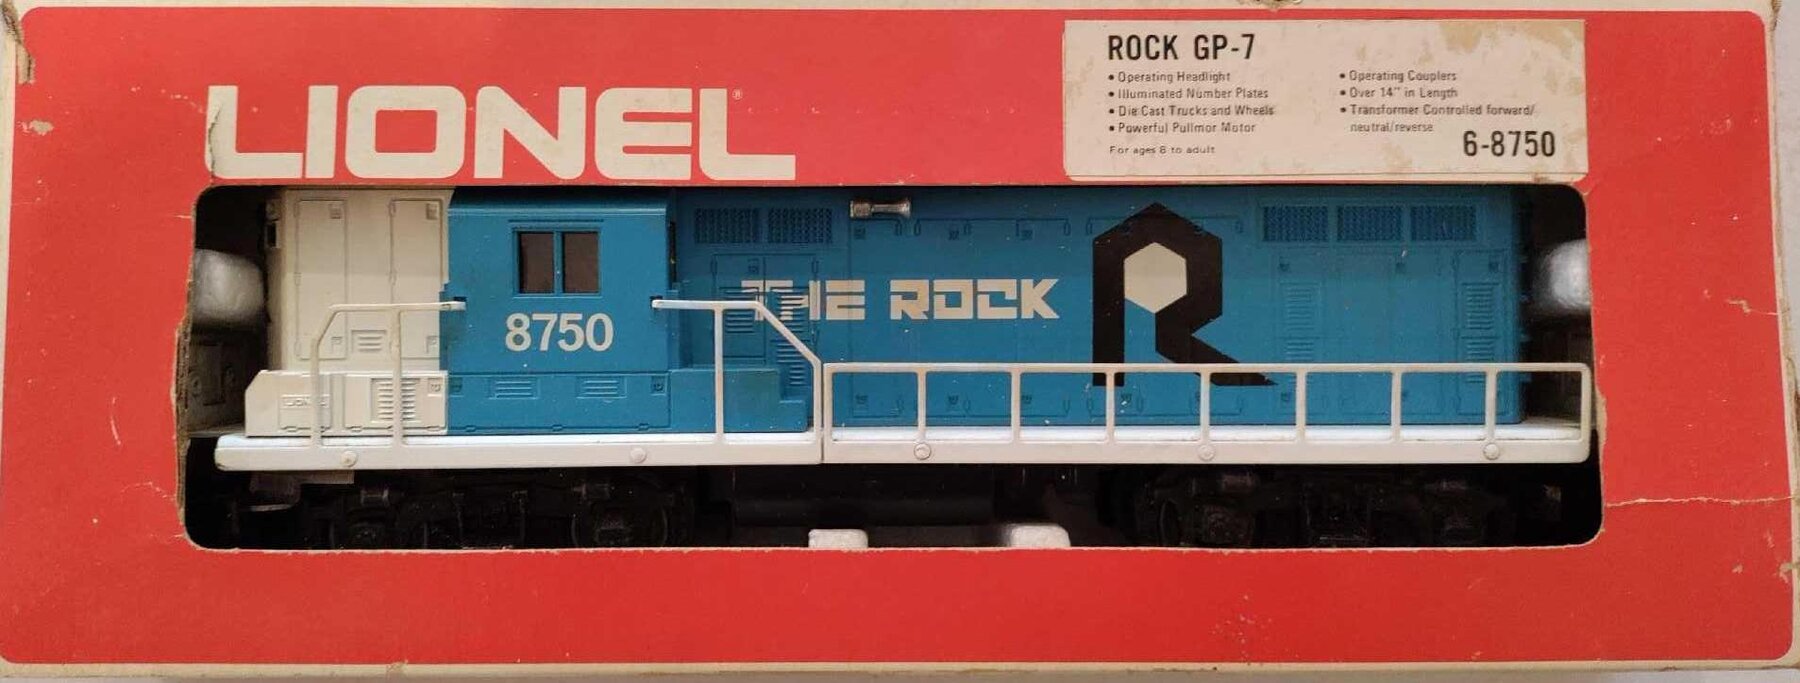 LIONEL®
ROCK GP-7
• Operating Headlight
• Illuminated Number Plates
• Die Cast Trucks and Wheels
• Powerful Pullmor Motor
For ages 8 to adult
• Operating Couplers
• Over 14" in Length
• Transformer Controlled forward/
neutral/reverse
6-8750
8750
THE ROCK
R
LIONEL